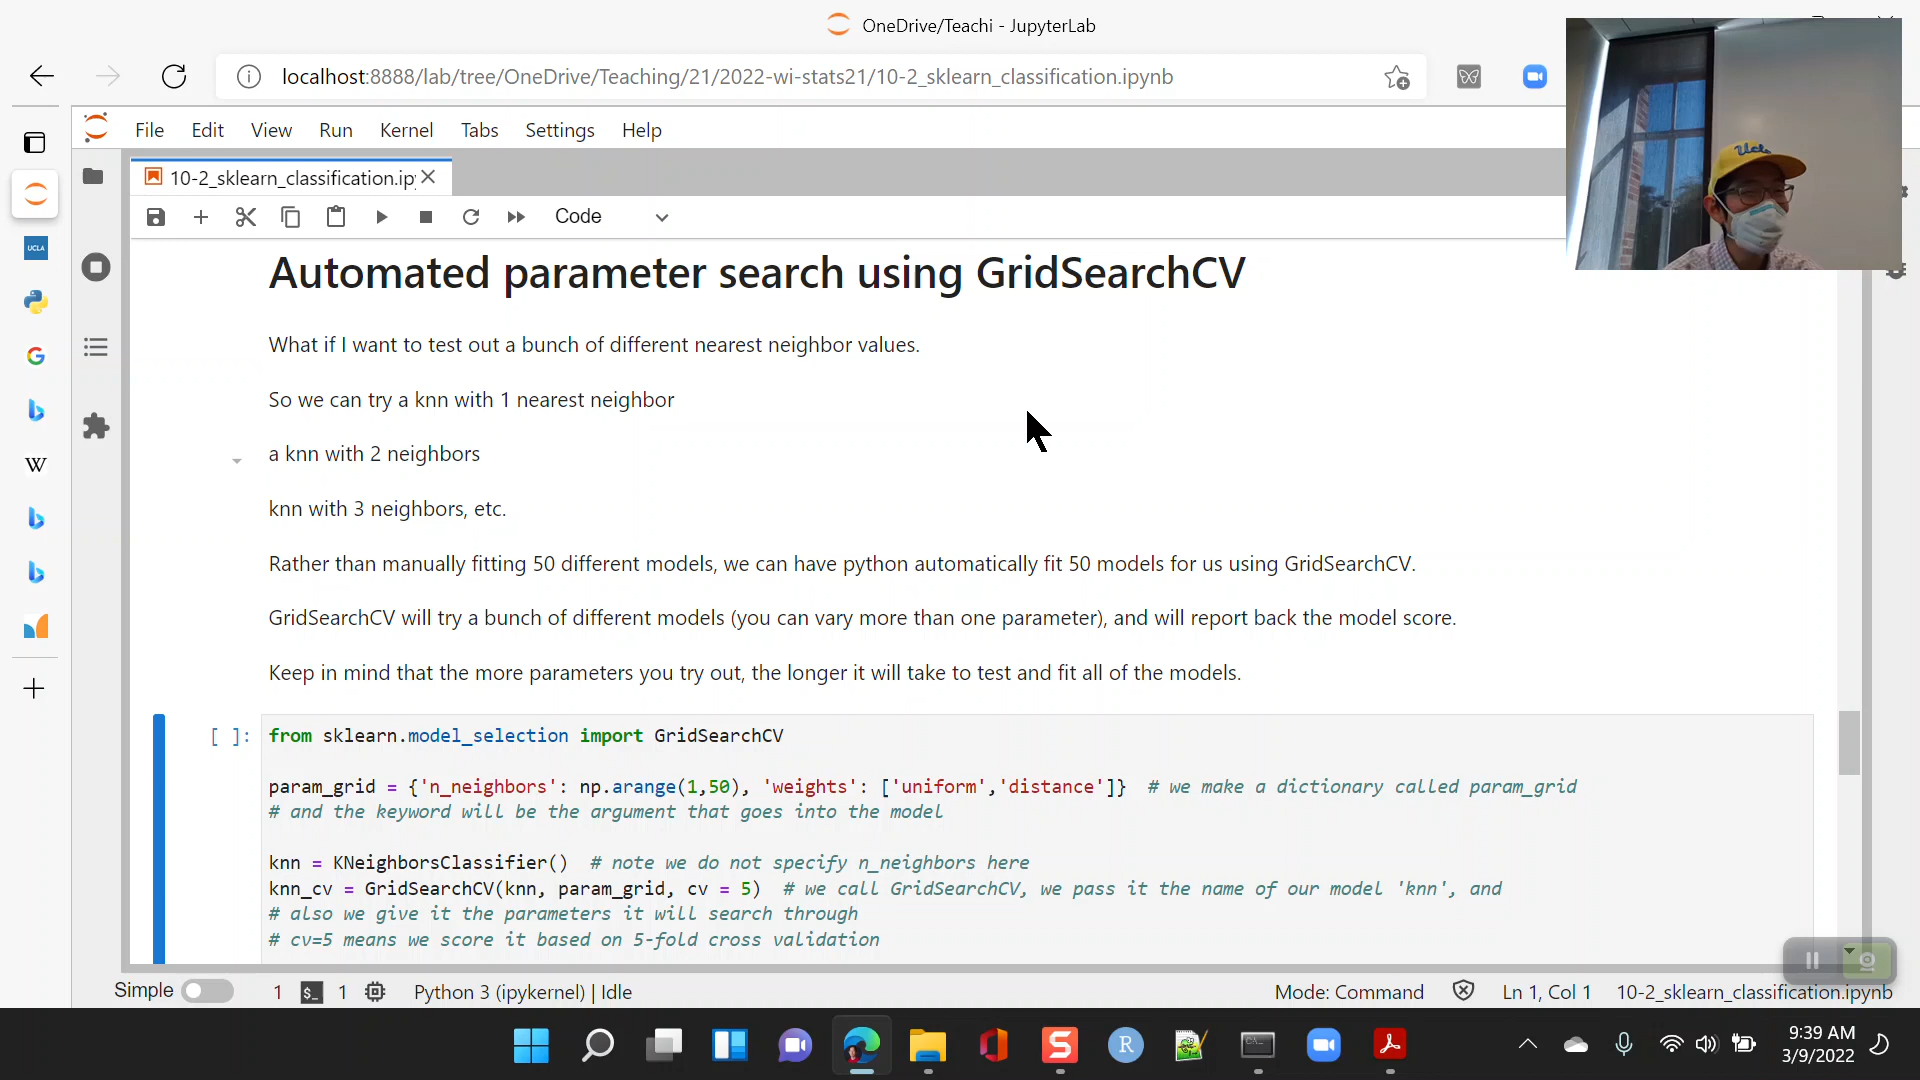 OneDrive/Teachi - JupyterLab
localhost:8888/lab/tree/OneDrive/Teaching/21/2022-wi-stats21/10-2_sklearn_classification.ipynb
File Edit View Run Kernel Tabs Settings Help
10-2_sklearn_classification.ip
Code
UCLA
Ucla
W
Automated parameter search using GridSearchCV
What if I want to test out a bunch of different nearest neighbor values.
So we can try a knn with 1 nearest neighbor
a knn with 2 neighbors
knn with 3 neighbors, etc.
Rather than manually fitting 50 different models, we can have python automatically fit 50 models for us using GridSearchCV.
GridSearchCV will try a bunch of different models (you can vary more than one parameter), and will report back the model score.
Keep in mind that the more parameters you try out, the longer it will take to test and fit all of the models.
[ ]: from sklearn.model_selection import GridSearchCV
param_grid = {'n_neighbors': np.arange(1,50), 'weights': ['uniform','distance']} # we make a dictionary called param_grid
# and the keyword will be the argument that goes into the model
knn = KNeighborsClassifier() # note we do not specify n_neighbors here
knn_cv = GridSearchCV(knn, param_grid, cv = 5) # we call GridSearchCV, we pass it the name of our model 'knn', and
# also we give it the parameters it will search through
# cv=5 means we score it based on 5-fold cross validation
Simple 1 $_ 1 Python 3 (ipykernel) | Idle Mode: Command Ln 1, Col 1 10-2_sklearn_classification.ipynb
9:39 AM
3/9/2022